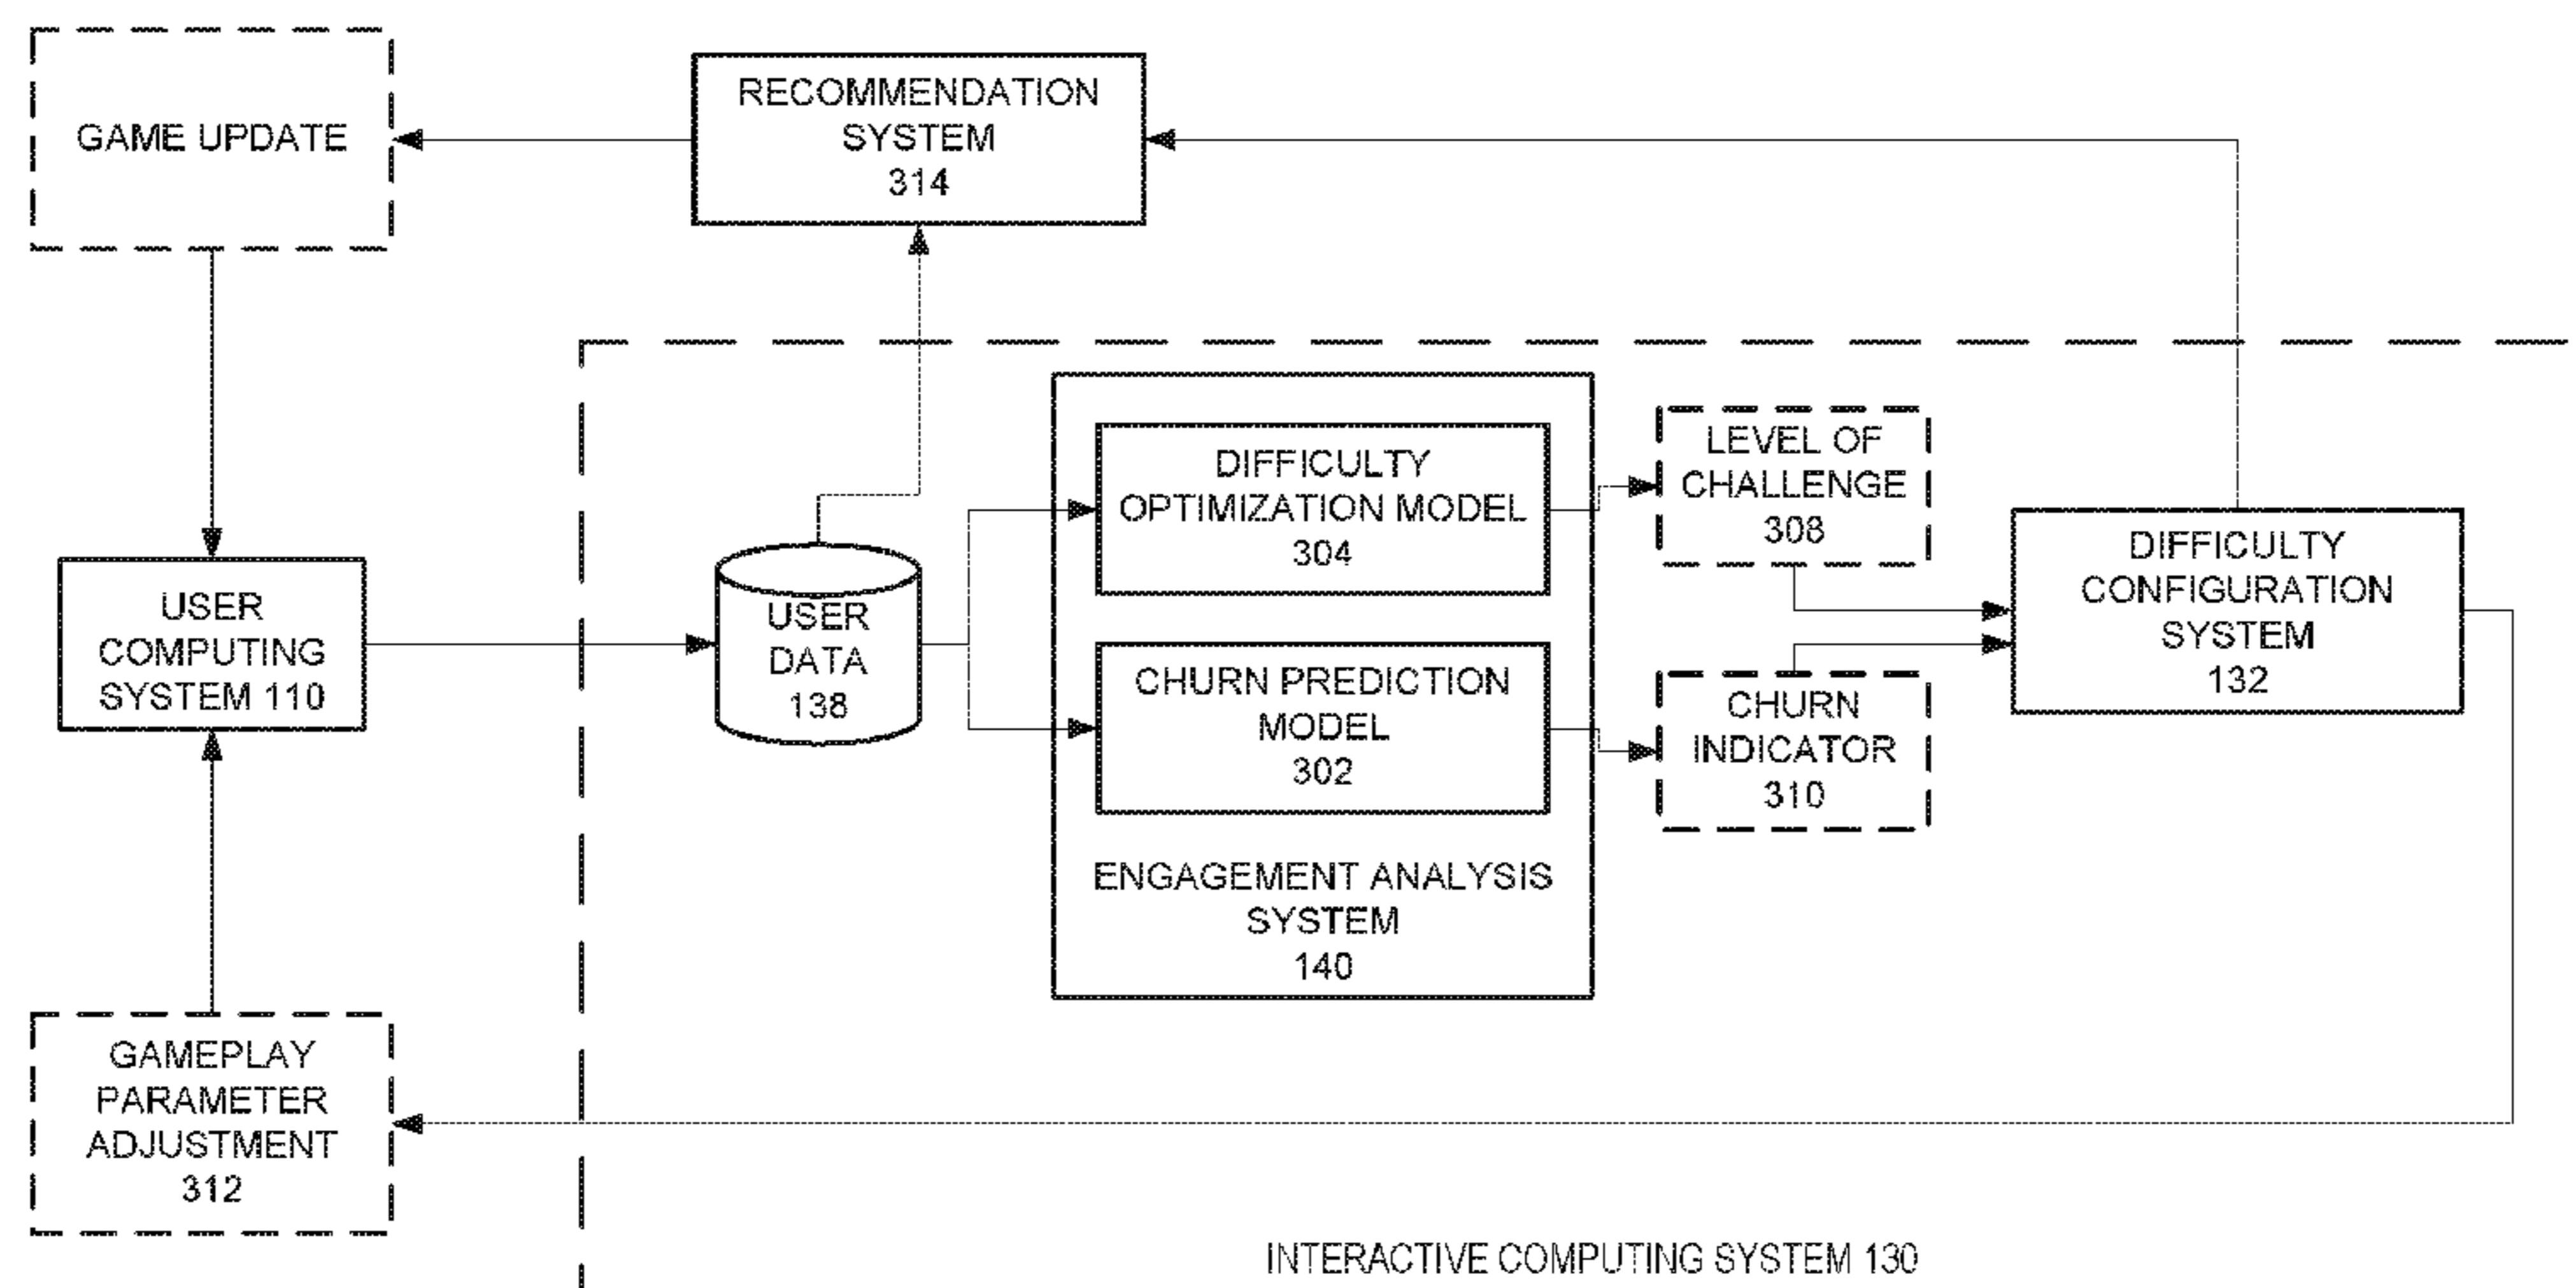 GAME UPDATE
RECOMMENDATION
SYSTEM
314
LEVEL OF
CHALLENGE
308
DIFFICULTY
OPTIMIZATION MODEL
304
DIFFICULTY
CONFIGURATION
SYSTEM
132
USER
COMPUTING
SYSTEM 110
USER
DATA
138
CHURN PREDICTION
MODEL
302
CHURN
INDICATOR
310
ENGAGEMENT ANALYSIS
SYSTEM
140
GAMEPLAY
PARAMETER
ADJUSTMENT
312
INTERACTIVE COMPUTING SYSTEM 130